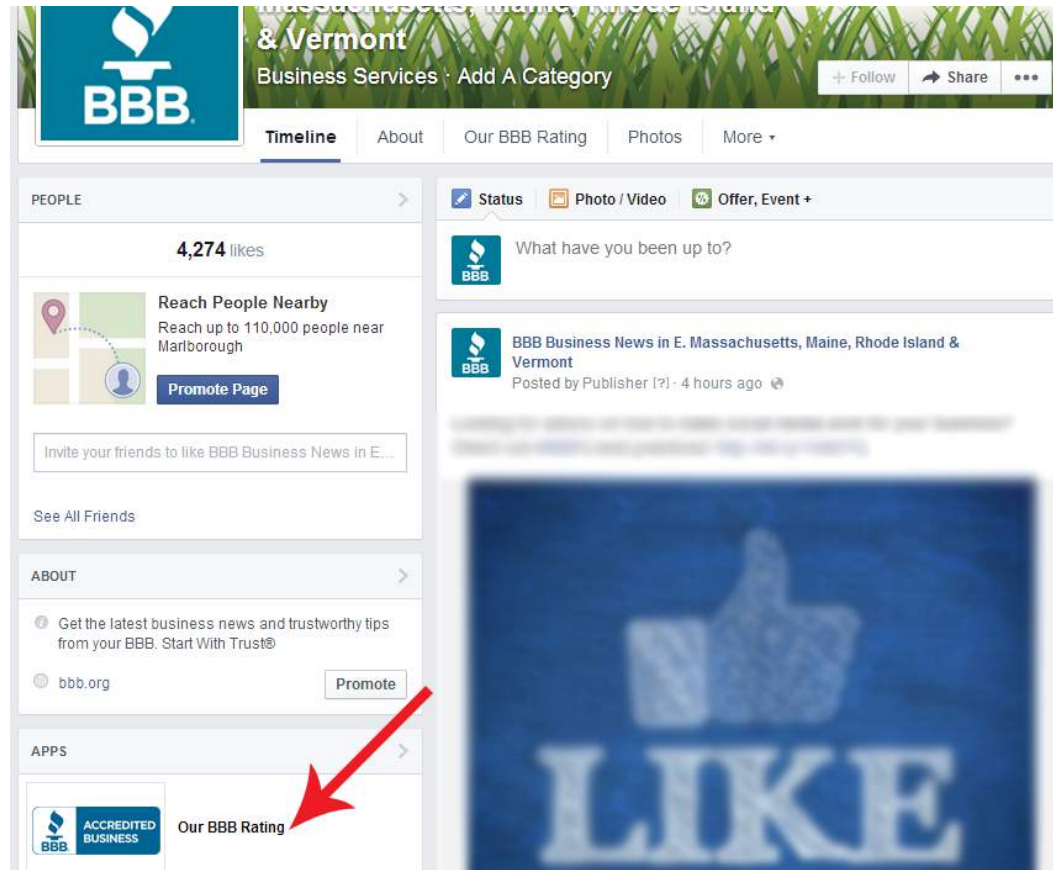 Massachusetts, Maine, Rhode Island
& Vermont
Business Services · Add A Category
+ Follow
Share
•••
BBB.
Timeline
About
Our BBB Rating
Photos
More
PEOPLE
4,274 likes
Reach People Nearby
Reach up to 110,000 people near
Marlborough
Promote Page
Invite your friends to like BBB Business News in E...
See All Friends
ABOUT
Get the latest business news and trustworthy tips
from your BBB. Start With Trust®
bbb.org
Promote
APPS
BBB
ACCREDITED
BUSINESS
Our BBB Rating
Status
Photo / Video
Offer, Event +
BBB
What have you been up to?
BBB
BBB Business News in E. Massachusetts, Maine, Rhode Island &
Vermont
Posted by Publisher [?] · 4 hours ago
LIKE